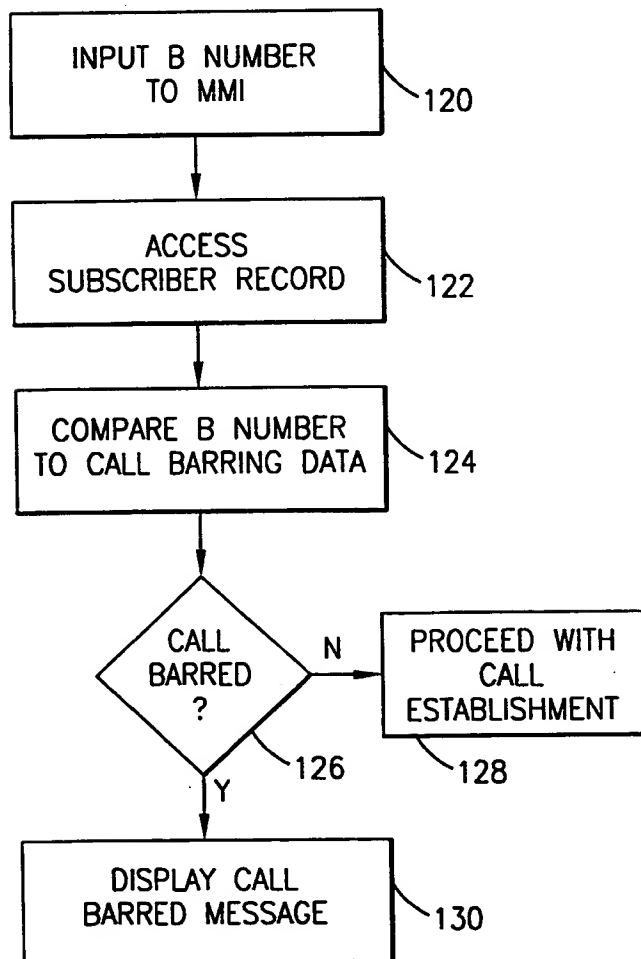 INPUT B NUMBER
TO MMI
120
ACCESS
SUBSCRIBER RECORD
122
COMPARE B NUMBER
TO CALL BARRING DATA
124
CALL
BARRED
?
N
126
Y
PROCEED WITH
CALL
ESTABLISHMENT
128
DISPLAY CALL
BARRED MESSAGE
130